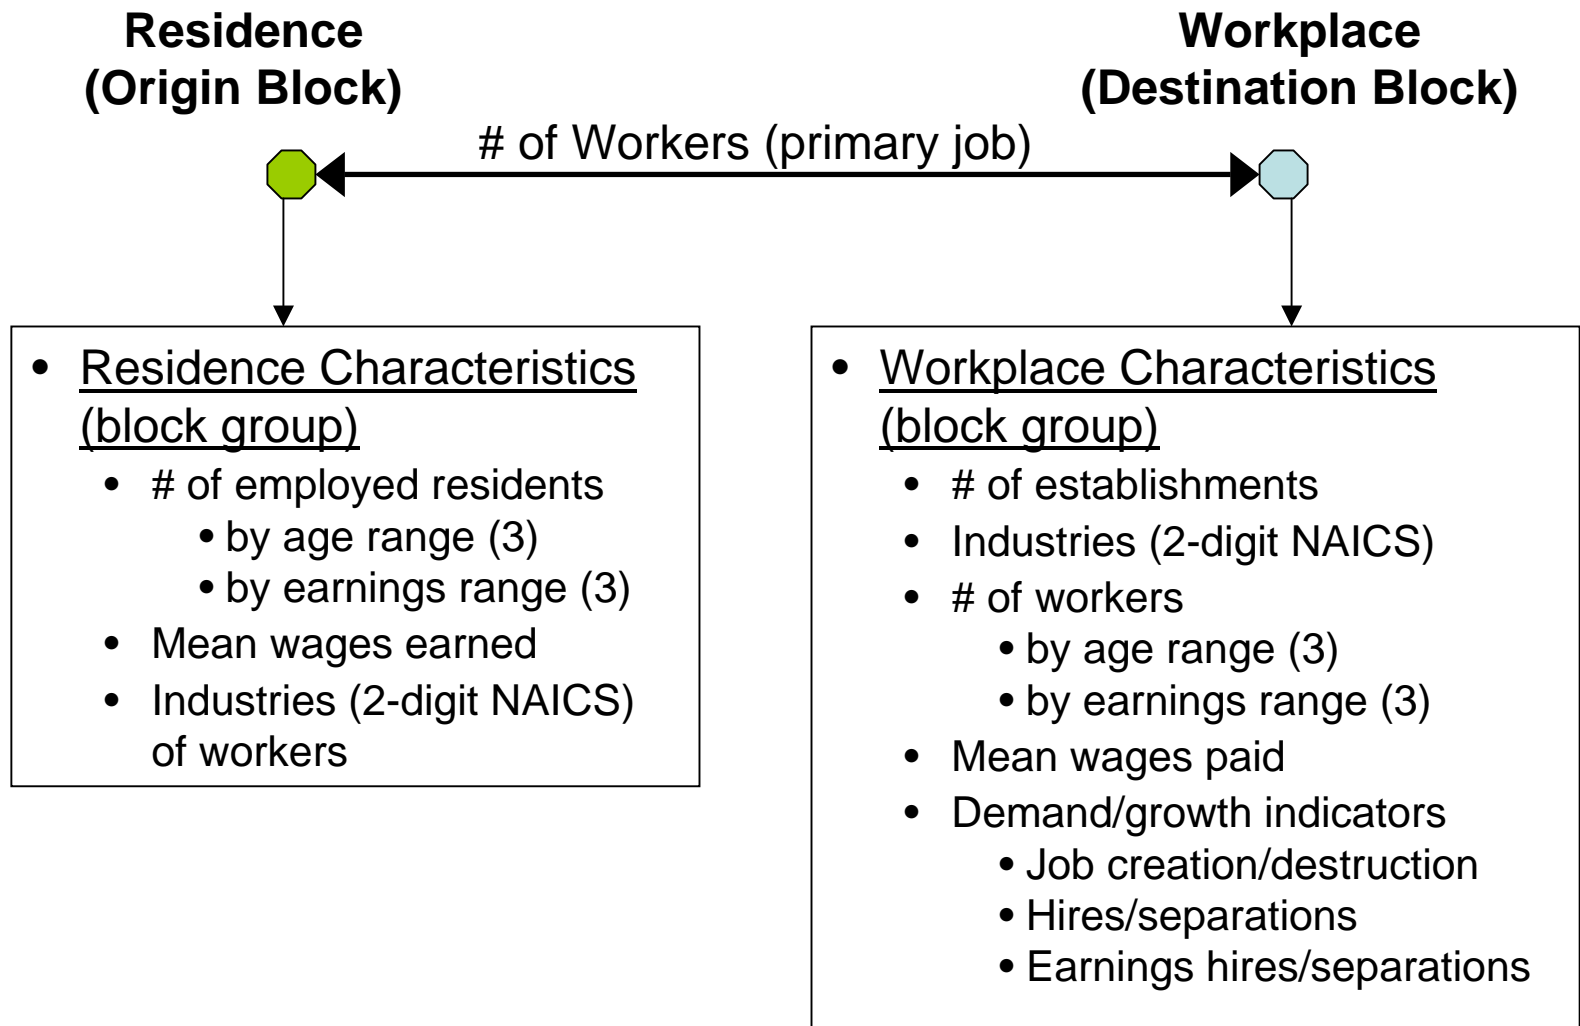 Residence
(Origin Block)
Workplace
(Destination Block)
# of Workers (primary job)
• Residence Characteristics
(block group)
• # of employed residents
• by age range (3)
• by earnings range (3)
• Mean wages earned
• Industries (2-digit NAICS)
of workers
• Workplace Characteristics
(block group)
• # of establishments
• Industries (2-digit NAICS)
• # of workers
• by age range (3)
• by earnings range (3)
• Mean wages paid
• Demand/growth indicators
• Job creation/destruction
• Hires/separations
• Earnings hires/separations